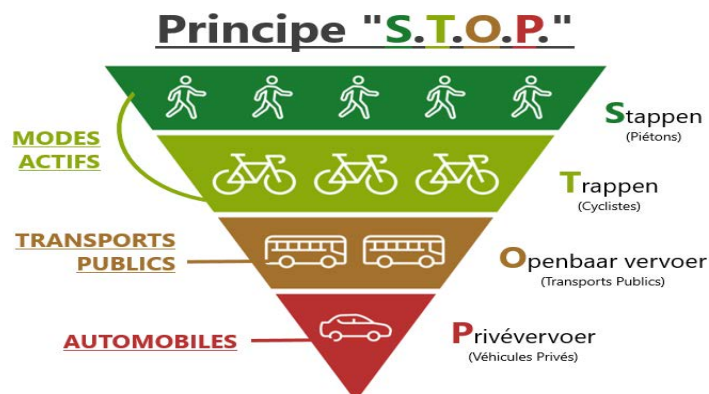 Principe "S.T.O.P."
MODES
ACTIFS
Stappen
(Piétons)
Trappen
(Cyclistes)
TRANSPORTS
PUBLICS
Openbaar vervoer
(Transports Publics)
AUTOMOBILES
Privévervoer
(Véhicules Privés)